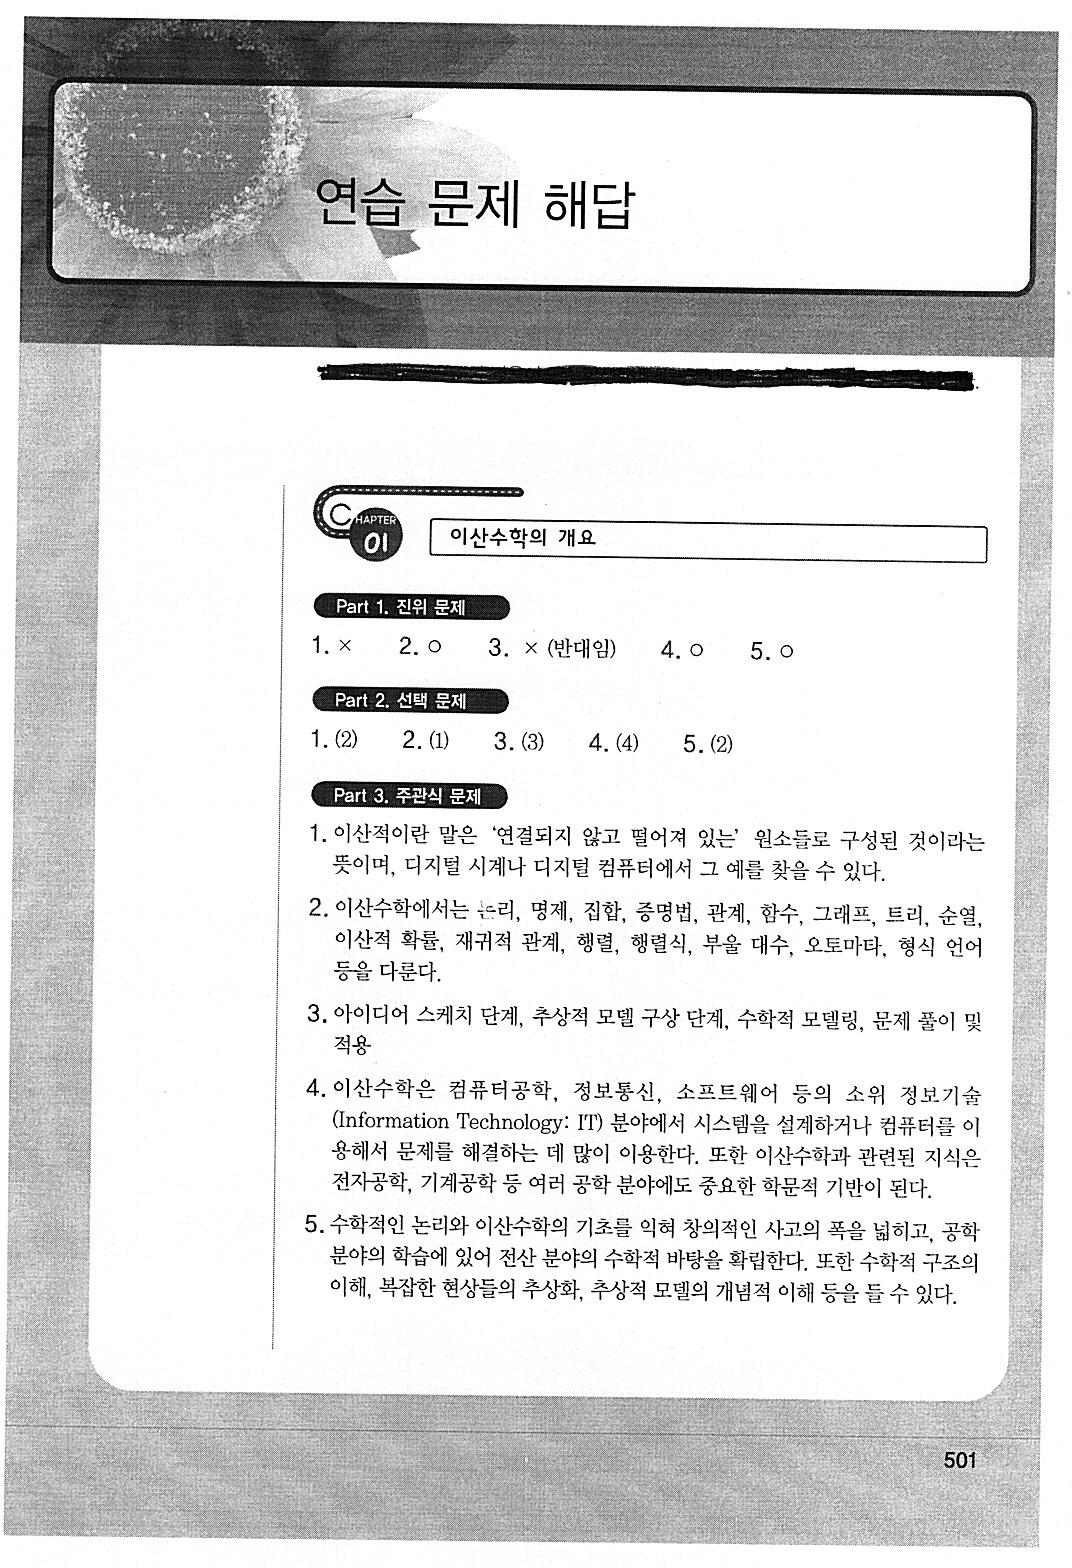 연습 문제 해답
CHAPTER
01
이산수학의 개요
Part 1. 진위 문제
1. × 2. ○ 3. × (반대임) 4. ○ 5. ○
Part 2. 선택 문제
1. (2) 2. (1) 3. (3) 4. (4) 5. (2)
Part 3. 주관식 문제
1. 이산적이란 말은 ‘연결되지 않고 떨어져 있는’ 원소들로 구성된 것이라는
뜻이며, 디지털 시계나 디지털 컴퓨터에서 그 예를 찾을 수 있다.
2. 이산수학에서는 논리, 명제, 집합, 증명법, 관계, 함수, 그래프, 트리, 순열,
이산적 확률, 재귀적 관계, 행렬, 행렬식, 부울 대수, 오토마타, 형식 언어
등을 다룬다.
3. 아이디어 스케치 단계, 추상적 모델 구상 단계, 수학적 모델링, 문제 풀이 및
적용
4. 이산수학은 컴퓨터공학, 정보통신, 소프트웨어 등의 소위 정보기술
(Information Technology: IT) 분야에서 시스템을 설계하거나 컴퓨터를 이
용해서 문제를 해결하는 데 많이 이용한다. 또한 이산수학과 관련된 지식은
전자공학, 기계공학 등 여러 공학 분야에도 중요한 학문적 기반이 된다.
5. 수학적인 논리와 이산수학의 기초를 익혀 창의적인 사고의 폭을 넓히고, 공학
분야의 학습에 있어 전산 분야의 수학적 바탕을 확립한다. 또한 수학적 구조의
이해, 복잡한 현상들의 추상화, 추상적 모델의 개념적 이해 등을 들 수 있다.
501